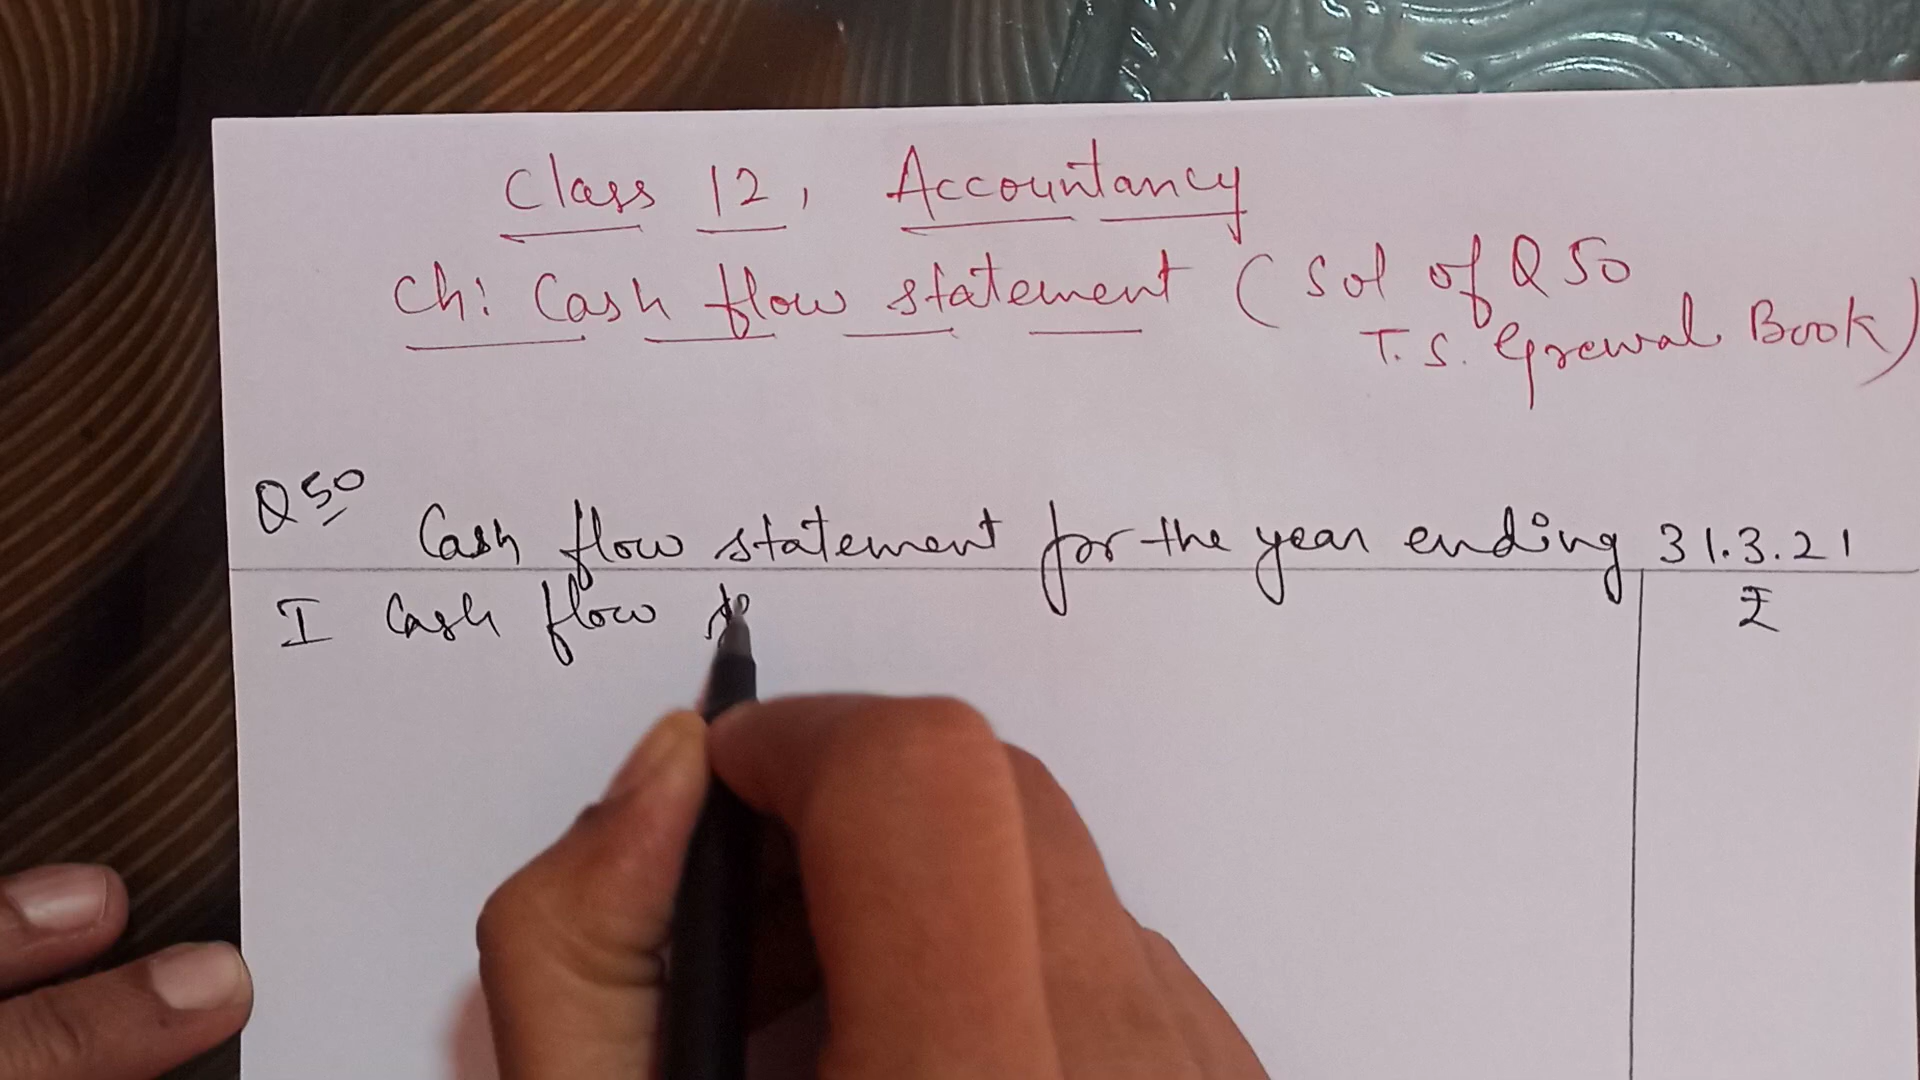 Class 12, Accountancy
Ch: Cash flow statement (Sol of Q 50
T.S. Grewal Book)
Q 50
Cash flow statement for the year ending 31.3.21
I Cash flow
₹